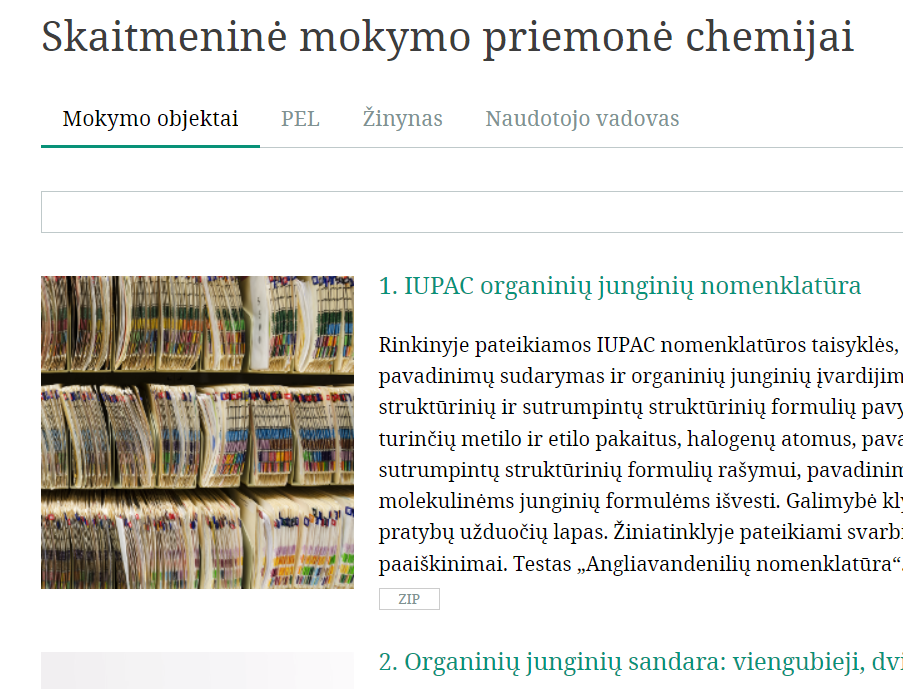 Skaitmeninė mokymo priemonė chemijai
Mokymo objektai PEL Žinynas Naudotojo vadovas
1. IUPAC organinių junginių nomenklatūra
Rinkinyje pateikiamos IUPAC nomenklatūros taisyklės,
pavadinimų sudarymas ir organinių junginių įvardijim
struktūrinių ir sutrumpintų struktūrinių formulių pavy
turinčių metilo ir etilo pakaitus, halogenų atomus, pava
sutrumpintų struktūrinių formulių rašymui, pavadinim
molekulinėms junginių formulėms išvesti. Galimybė kly
pratybų užduočių lapas. Žiniatinklyje pateikiami svarbi
paaiškinimai. Testas „Angliavandenilių nomenklatūra“.
ZIP
2. Organinių junginių sandara: viengubieji, dvi